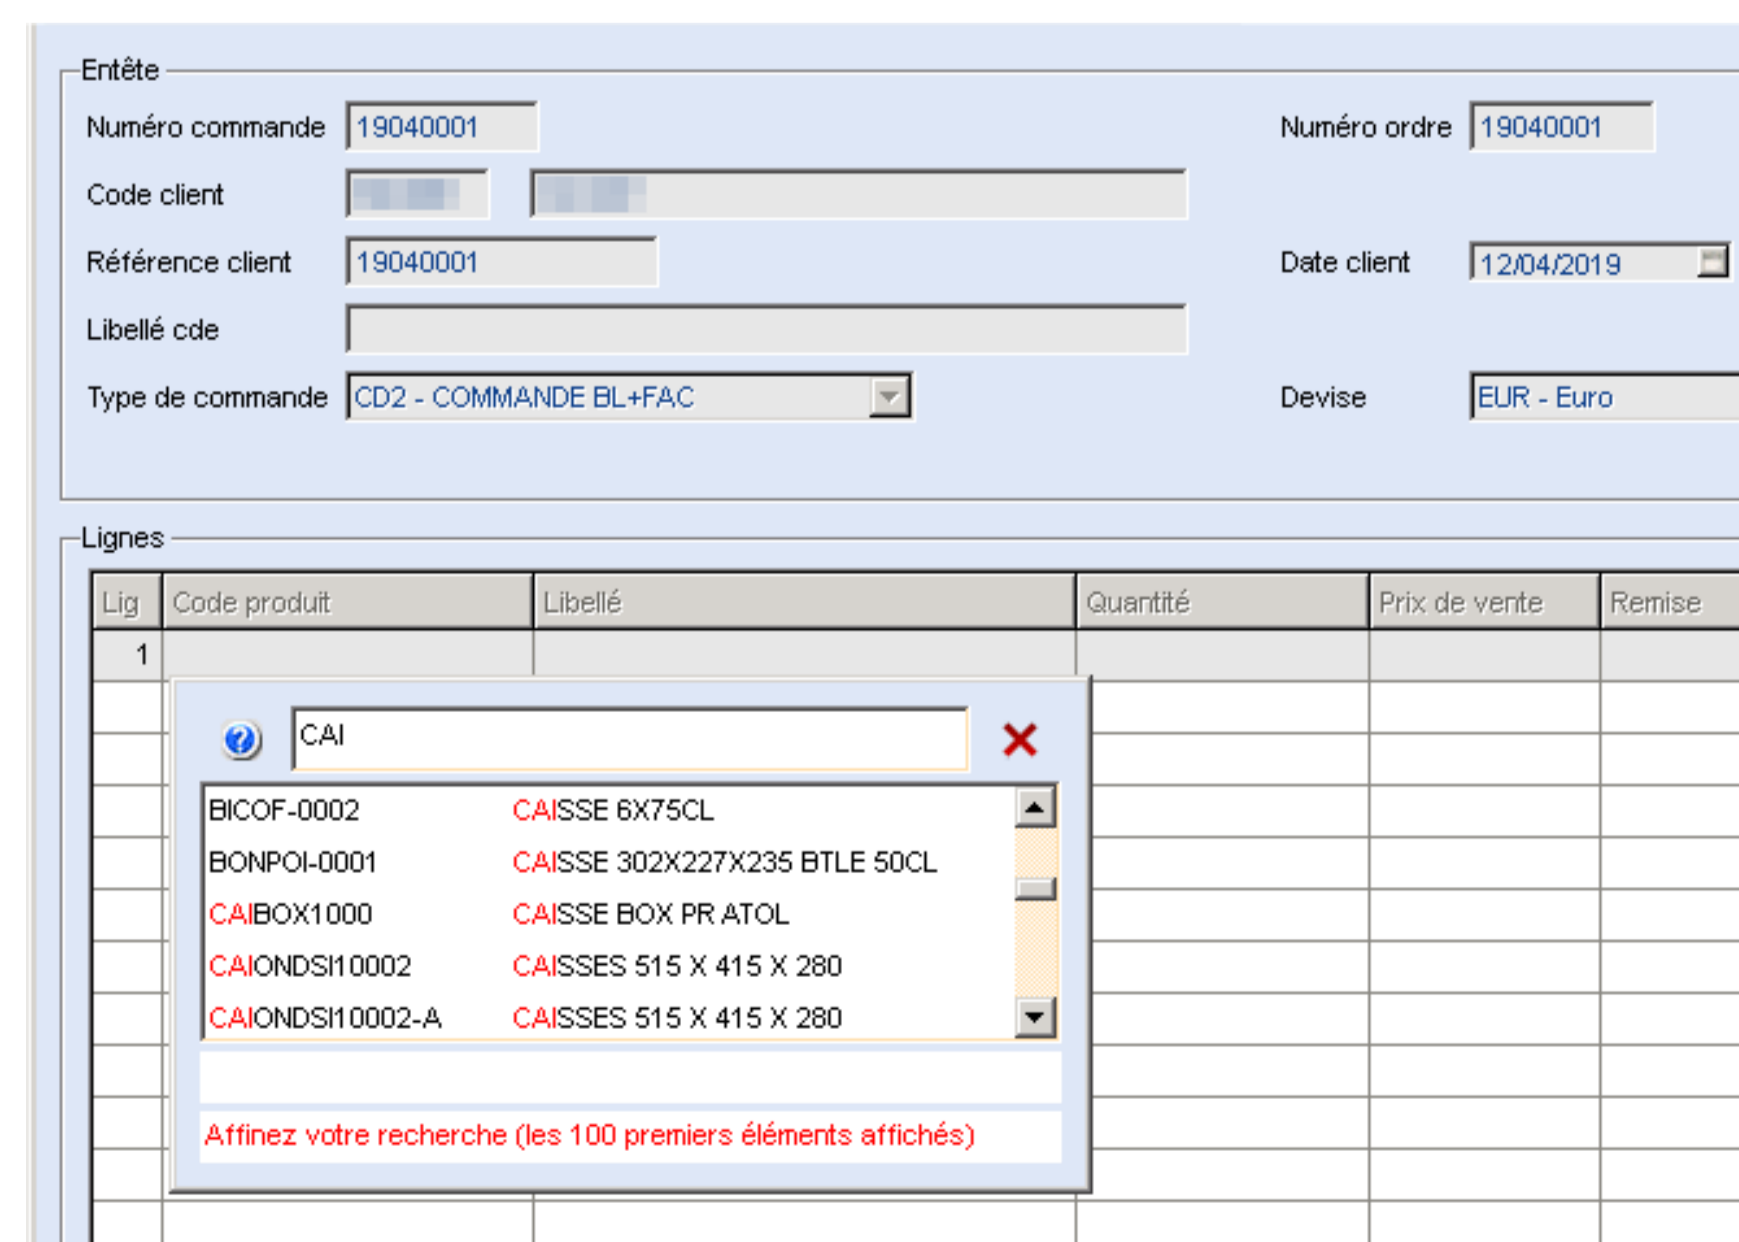 Entête
Numéro commande 19040001 Numéro ordre 19040001
Code client
Référence client 19040001 Date client 12/04/2019
Libellé cde
Type de commande CD2 - COMMANDE BL+FAC Devise EUR - Euro
Lignes
Lig Code produit Libellé Quantité Prix de vente Remise
1
CAI
BICOF-0002 CAISSE 6X75CL
BONPOI-0001 CAISSE 302X227X235 BTLE 50CL
CAIBOX1000 CAISSE BOX PR ATOL
CAIONDSI10002 CAISSES 515 X 415 X 280
CAIONDSI10002-A CAISSES 515 X 415 X 280
Affinez votre recherche (les 100 premiers éléments affichés)